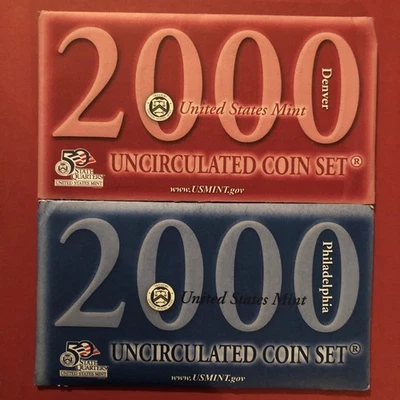 2000
Denver
United States Mint
50
STATE
QUARTERS
UNITED STATES MINT
UNCIRCULATED COIN SET®
www.USMINT.gov
2000
Philadelphia
United States Mint
50
STATE
QUARTERS
UNITED STATES MINT
UNCIRCULATED COIN SET®
www.USMINT.gov